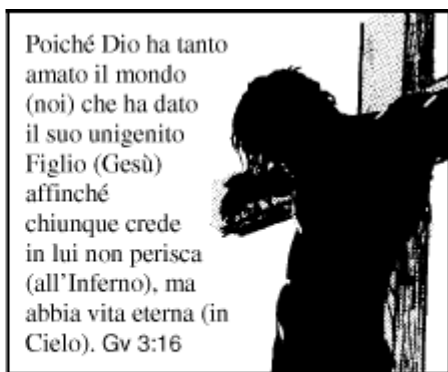 Poiché Dio ha tanto
amato il mondo
(noi) che ha dato
il suo unigenito
Figlio (Gesù)
affinché
chiunque crede
in lui non perisca
(all'Inferno), ma
abbia vita eterna (in
Cielo). Gv 3:16